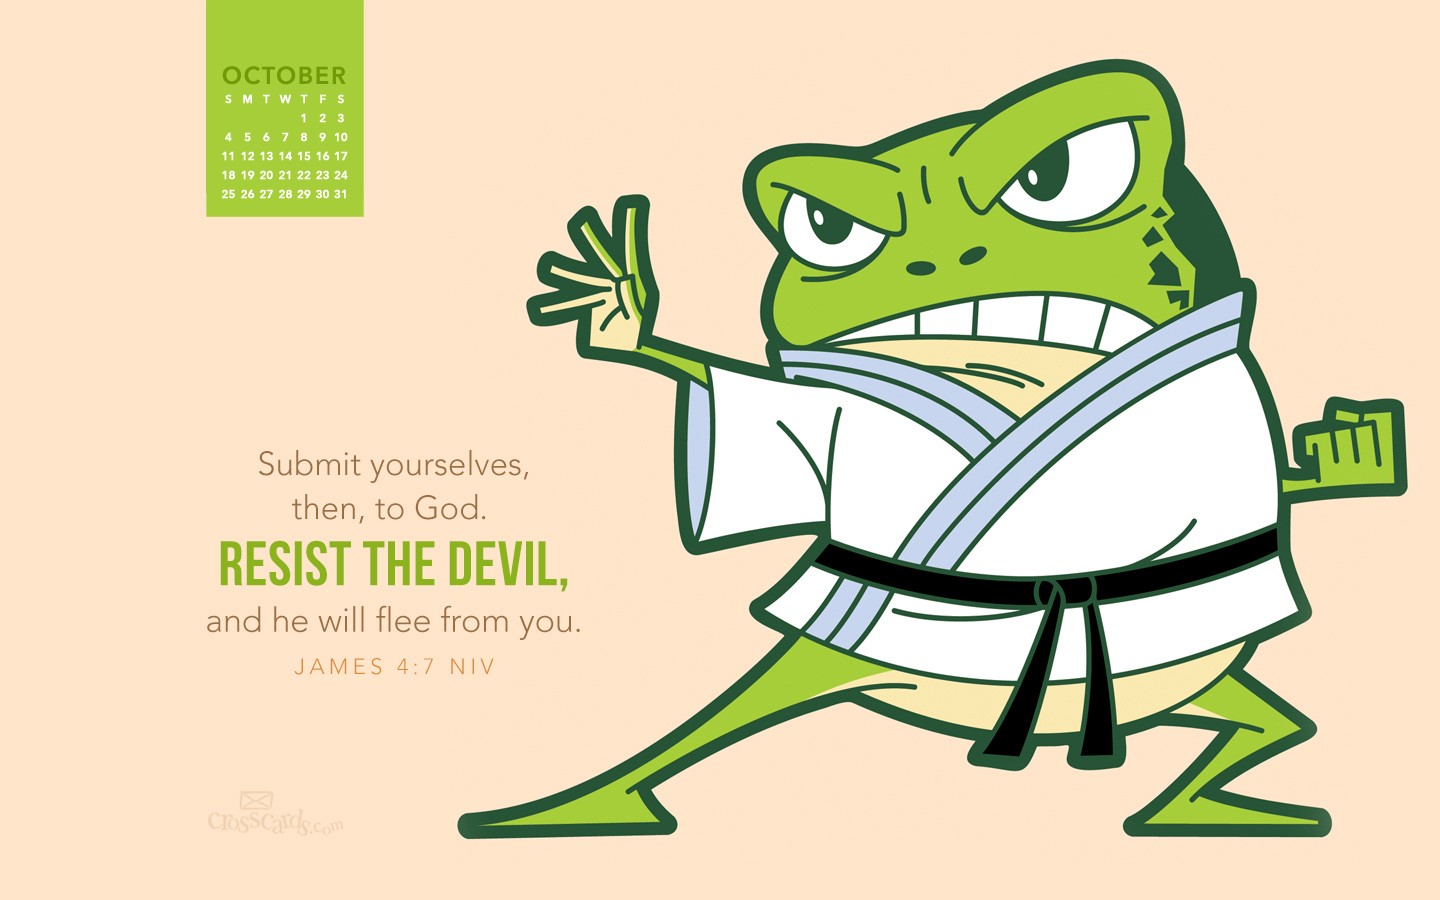 OCTOBER
S M T W T F S
1 2 3
4 5 6 7 8 9 10
11 12 13 14 15 16 17
18 19 20 21 22 23 24
25 26 27 28 29 30 31
Submit yourselves,
then, to God.
RESIST THE DEVIL,
and he will flee from you.
JAMES 4:7 NIV
crosscards.com